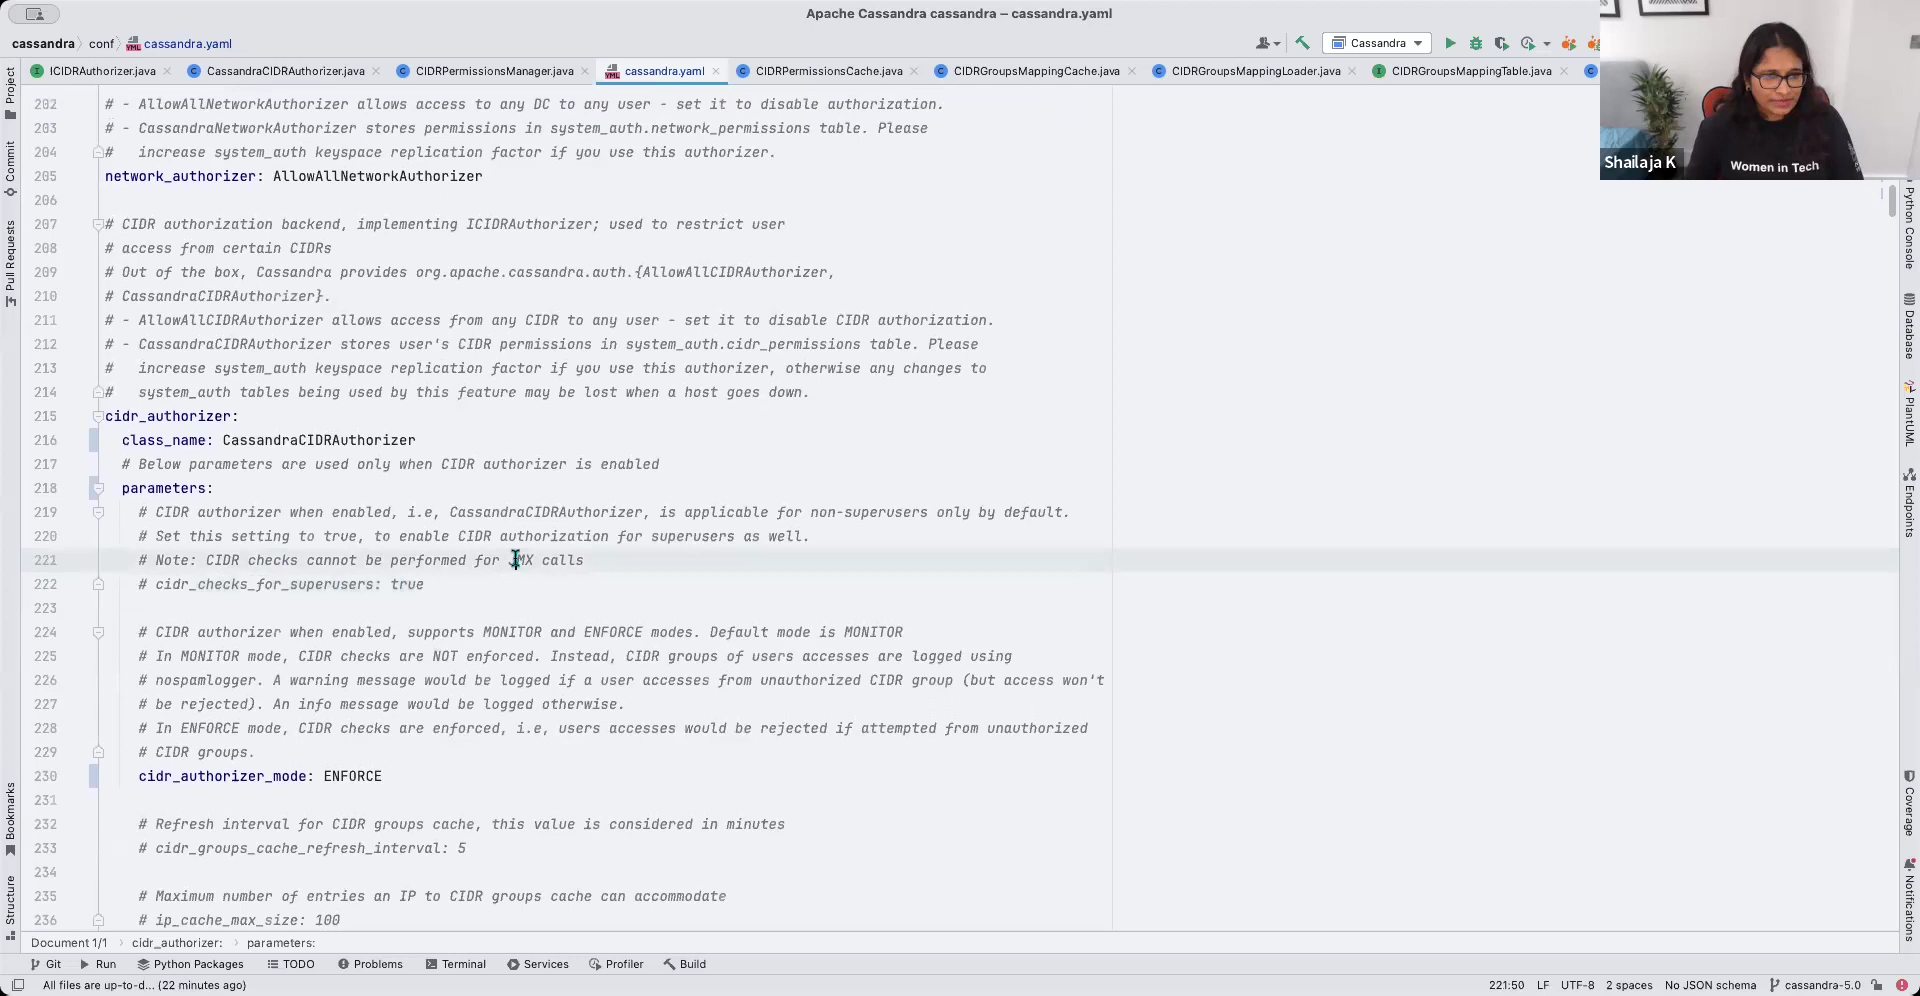 Apache Cassandra cassandra – cassandra.yaml
cassandra conf cassandra.yaml
Cassandra
ICIDRAuthorizer.java
CassandraCIDRAuthorizer.java
CIDRPermissionsManager.java
cassandra.yaml
CIDRPermissionsCache.java
CIDRGroupsMappingCache.java
CIDRGroupsMappingLoader.java
CIDRGroupsMappingTable.java
Project
Commit
Pull Requests
Bookmarks
Structure
202 # - AllowAllNetworkAuthorizer allows access to any DC to any user - set it to disable authorization.
203 # - CassandraNetworkAuthorizer stores permissions in system_auth.network_permissions table. Please
204 #   increase system_auth keyspace replication factor if you use this authorizer.
205 network_authorizer: AllowAllNetworkAuthorizer
206
207 # CIDR authorization backend, implementing ICIDRAuthorizer; used to restrict user
208 # access from certain CIDRs
209 # Out of the box, Cassandra provides org.apache.cassandra.auth.{AllowAllCIDRAuthorizer,
210 # CassandraCIDRAuthorizer}.
211 # - AllowAllCIDRAuthorizer allows access from any CIDR to any user - set it to disable CIDR authorization.
212 # - CassandraCIDRAuthorizer stores user's CIDR permissions in system_auth.cidr_permissions table. Please
213 #   increase system_auth keyspace replication factor if you use this authorizer, otherwise any changes to
214 #   system_auth tables being used by this feature may be lost when a host goes down.
215 cidr_authorizer:
216   class_name: CassandraCIDRAuthorizer
217   # Below parameters are used only when CIDR authorizer is enabled
218   parameters:
219     # CIDR authorizer when enabled, i.e, CassandraCIDRAuthorizer, is applicable for non-superusers only by default.
220     # Set this setting to true, to enable CIDR authorization for superusers as well.
221     # Note: CIDR checks cannot be performed for JMX calls
222     # cidr_checks_for_superusers: true
223
224     # CIDR authorizer when enabled, supports MONITOR and ENFORCE modes. Default mode is MONITOR
225     # In MONITOR mode, CIDR checks are NOT enforced. Instead, CIDR groups of users accesses are logged using
226     # nospamlogger. A warning message would be logged if a user accesses from unauthorized CIDR group (but access won't
227     # be rejected). An info message would be logged otherwise.
228     # In ENFORCE mode, CIDR checks are enforced, i.e, users accesses would be rejected if attempted from unauthorized
229     # CIDR groups.
230     cidr_authorizer_mode: ENFORCE
231
232     # Refresh interval for CIDR groups cache, this value is considered in minutes
233     # cidr_groups_cache_refresh_interval: 5
234
235     # Maximum number of entries an IP to CIDR groups cache can accommodate
236     # ip_cache_max_size: 100
Shailaja K
Women in Tech
Python Console
Database
PlantUML
Endpoints
Coverage
Notifications
Document 1/1 cidr_authorizer: parameters:
Git Run Python Packages TODO Problems Terminal Services Profiler Build
All files are up-to-d... (22 minutes ago) 221:50 LF UTF-8 2 spaces No JSON schema cassandra-5.0